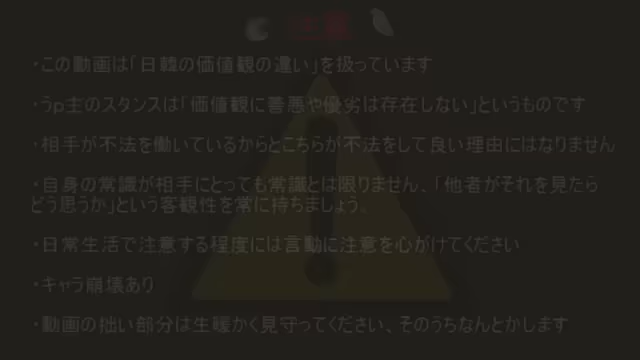 注意
・この動画は「日韓の価値観の違い」を扱っています
・うp主のスタンスは「価値観に善悪や優劣は存在しない」というものです
・相手が不法を働いているからとこちらが不法をして良い理由にはなりません
・自身の常識が相手にとっても常識とは限りません、「他者がそれを見たら
どう思うか」という客観性を常に持ちましょう。
・日常生活で注意する程度には言動に注意を心がけてください
・キャラ崩壊あり
・動画の拙い部分は生暖かく見守ってください、そのうちなんとかします